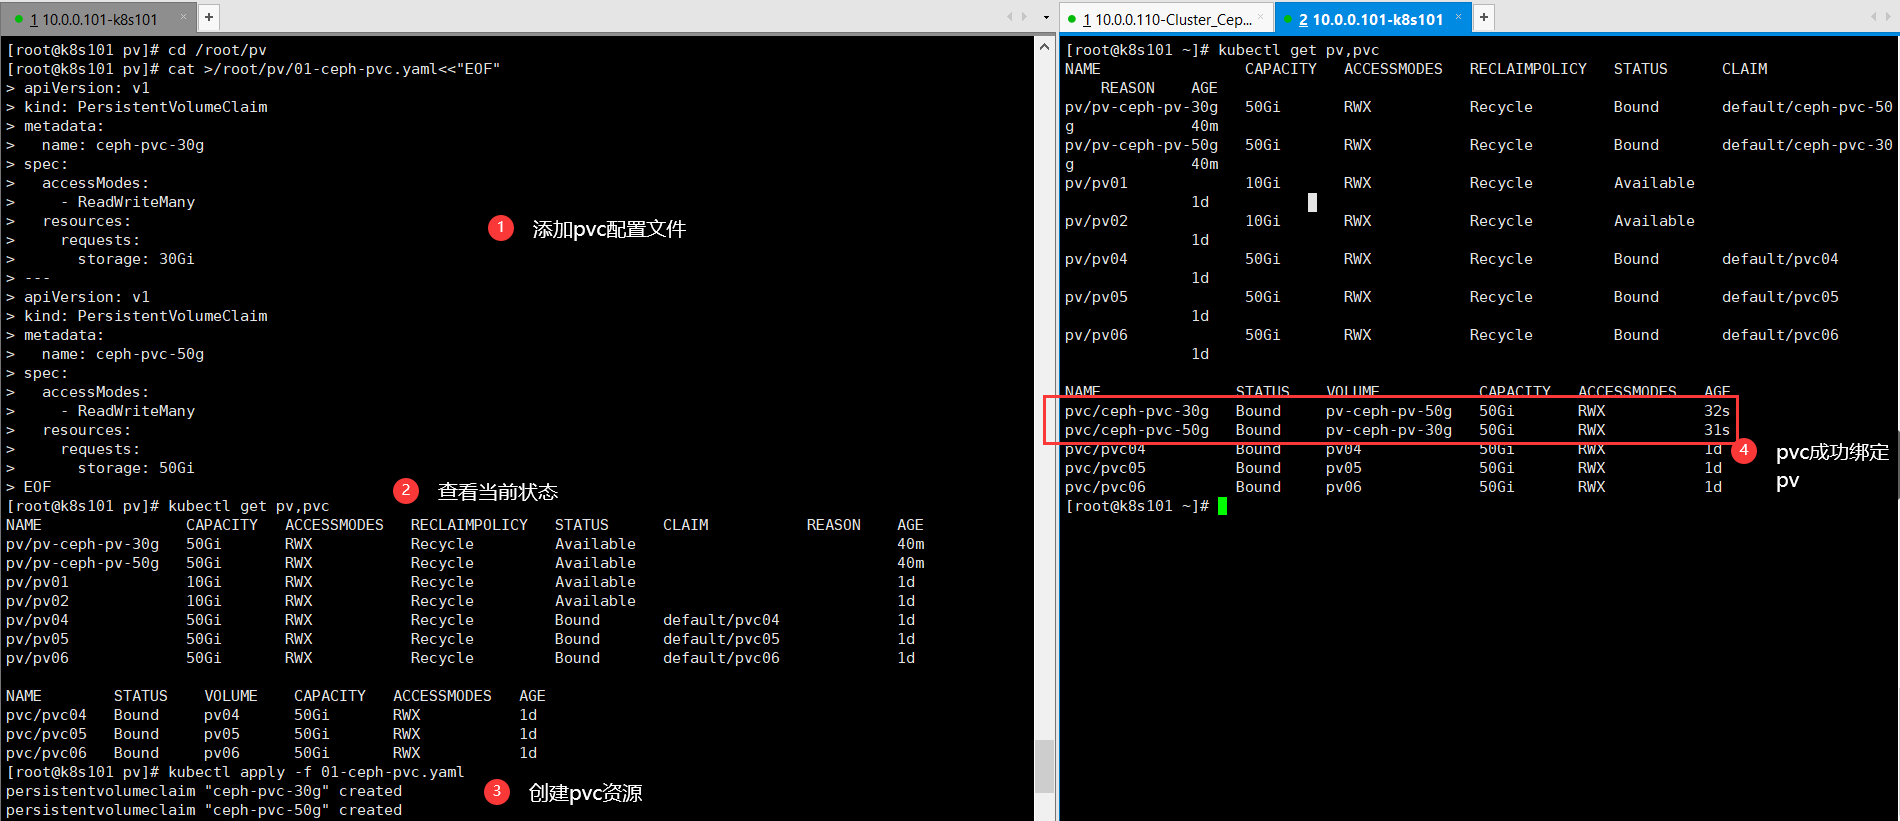 1 10.0.0.101-k8s101 × +
[root@k8s101 pv]# cd /root/pv
[root@k8s101 pv]# cat >/root/pv/01-ceph-pvc.yaml<<"EOF"
> apiVersion: v1
> kind: PersistentVolumeClaim
> metadata:
>   name: ceph-pvc-30g
> spec:
>   accessModes:
>     - ReadWriteMany
>   resources:
>     requests:
>       storage: 30Gi
> ---
> apiVersion: v1
> kind: PersistentVolumeClaim
> metadata:
>   name: ceph-pvc-50g
> spec:
>   accessModes:
>     - ReadWriteMany
>   resources:
>     requests:
>       storage: 50Gi
> EOF
1 添加pvc配置文件
2 查看当前状态
[root@k8s101 pv]# kubectl get pv,pvc
NAME CAPACITY ACCESSMODES RECLAIMPOLICY STATUS CLAIM REASON AGE
pv/pv-ceph-pv-30g 50Gi RWX Recycle Available 40m
pv/pv-ceph-pv-50g 50Gi RWX Recycle Available 40m
pv/pv01 10Gi RWX Recycle Available 1d
pv/pv02 10Gi RWX Recycle Available 1d
pv/pv04 50Gi RWX Recycle Bound default/pvc04 1d
pv/pv05 50Gi RWX Recycle Bound default/pvc05 1d
pv/pv06 50Gi RWX Recycle Bound default/pvc06 1d
NAME STATUS VOLUME CAPACITY ACCESSMODES AGE
pvc/pvc04 Bound pv04 50Gi RWX 1d
pvc/pvc05 Bound pv05 50Gi RWX 1d
pvc/pvc06 Bound pv06 50Gi RWX 1d
[root@k8s101 pv]# kubectl apply -f 01-ceph-pvc.yaml
persistentvolumeclaim "ceph-pvc-30g" created
persistentvolumeclaim "ceph-pvc-50g" created
3 创建pvc资源
1 10.0.0.110-Cluster_Cep... × 2 10.0.0.101-k8s101 × +
[root@k8s101 ~]# kubectl get pv,pvc
NAME CAPACITY ACCESSMODES RECLAIMPOLICY STATUS CLAIM
REASON AGE
pv/pv-ceph-pv-30g 50Gi RWX Recycle Bound default/ceph-pvc-50
g 40m
pv/pv-ceph-pv-50g 50Gi RWX Recycle Bound default/ceph-pvc-30
g 40m
pv/pv01 10Gi RWX Recycle Available
1d
pv/pv02 10Gi RWX Recycle Available
1d
pv/pv04 50Gi RWX Recycle Bound default/pvc04
1d
pv/pv05 50Gi RWX Recycle Bound default/pvc05
1d
pv/pv06 50Gi RWX Recycle Bound default/pvc06
1d
NAME STATUS VOLUME CAPACITY ACCESSMODES AGE
pvc/ceph-pvc-30g Bound pv-ceph-pv-50g 50Gi RWX 32s
pvc/ceph-pvc-50g Bound pv-ceph-pv-30g 50Gi RWX 31s
pvc/pvc04 Bound pv04 50Gi RWX 1d
pvc/pvc05 Bound pv05 50Gi RWX 1d
pvc/pvc06 Bound pv06 50Gi RWX 1d
[root@k8s101 ~]#
4 pvc成功绑定
pv